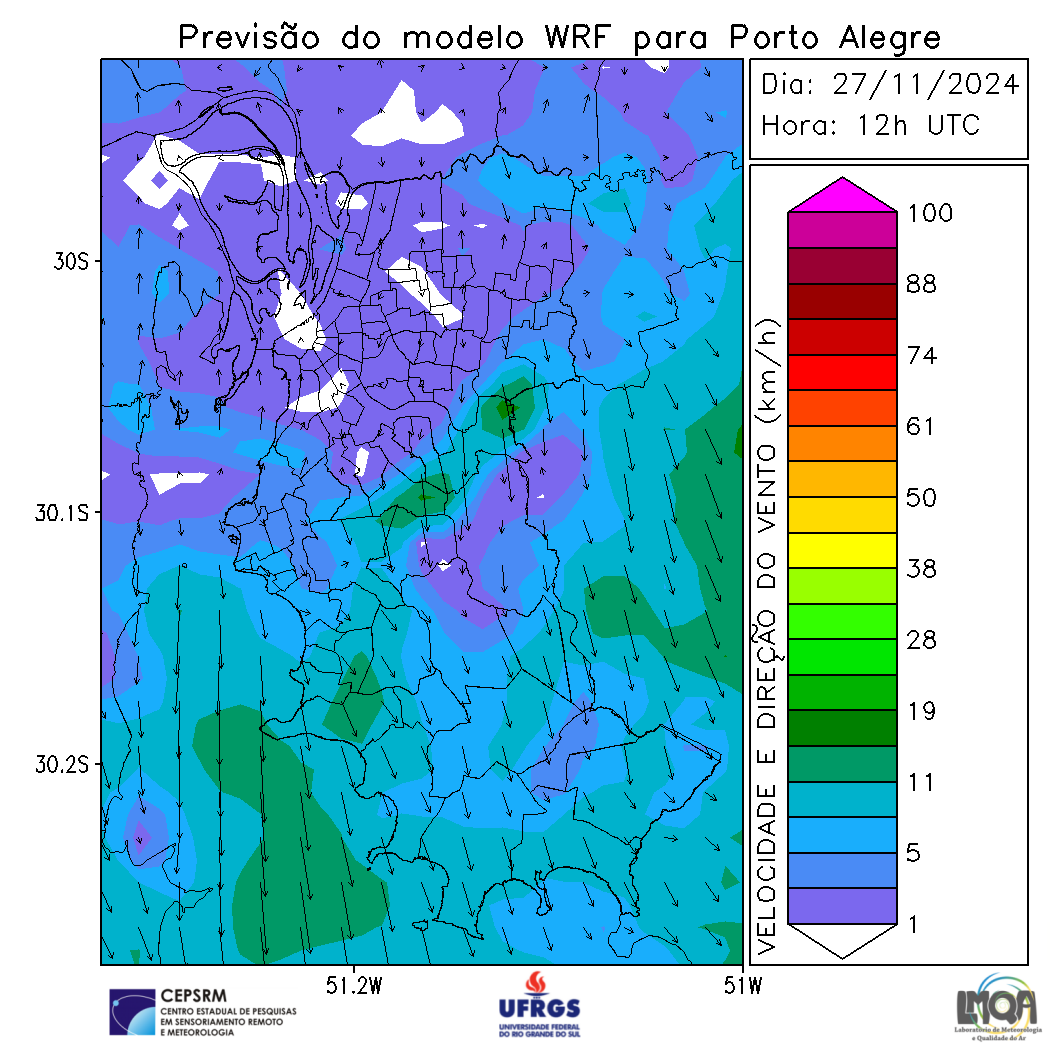 Previsão do modelo WRF para Porto Alegre
Dia: 27/11/2024
Hora: 12h UTC
30S
30.1S
30.2S
51.2W
51W
VELOCIDADE E DIREÇÃO DO VENTO (km/h)
100
88
74
61
50
38
28
19
11
5
1
CEPSRM
CENTRO ESTADUAL DE PESQUISAS
EM SENSORIAMENTO REMOTO
E METEOROLOGIA
UFRGS
UNIVERSIDADE FEDERAL
DO RIO GRANDE DO SUL
LMQA
Laboratório de Meteorologia
e Qualidade do Ar